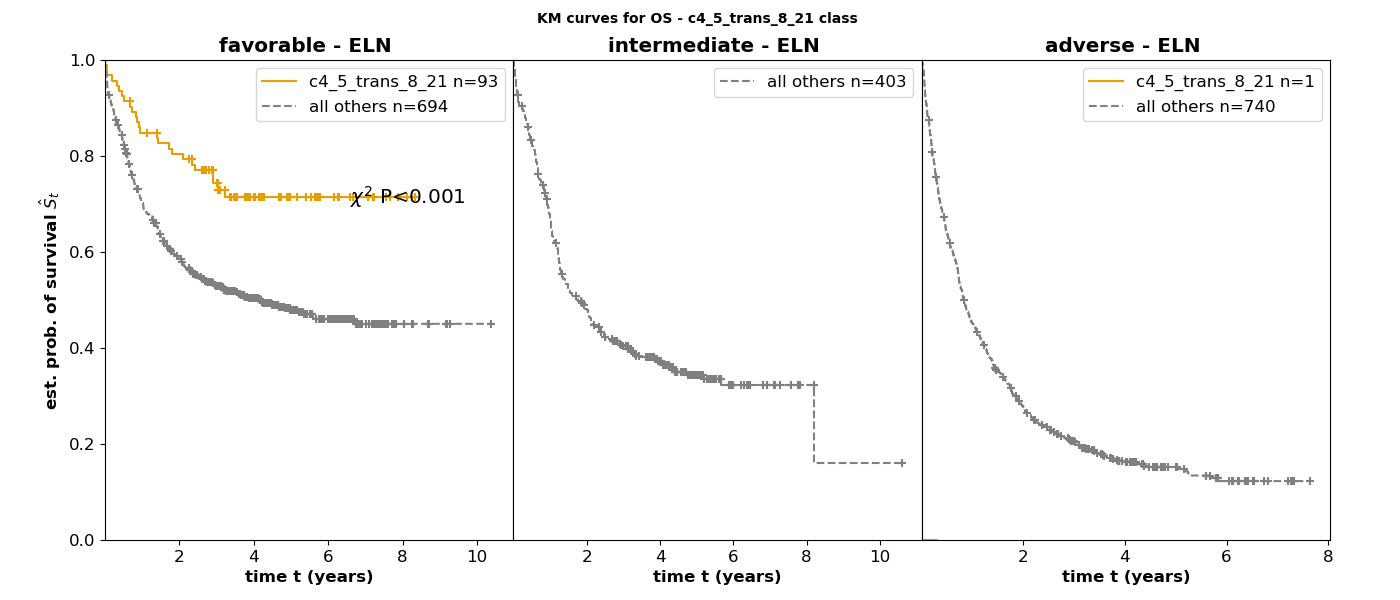 KM curves for OS - c4_5_trans_8_21 class
favorable - ELN
intermediate - ELN
adverse - ELN
c4_5_trans_8_21 n=93
all others n=694
all others n=403
c4_5_trans_8_21 n=1
all others n=740
χ² P<0.001
est. prob. of survival Ŝₜ
1.0
0.8
0.6
0.4
0.2
0.0
2 4 6 8 10
2 4 6 8 10
2 4 6 8
time t (years)
time t (years)
time t (years)